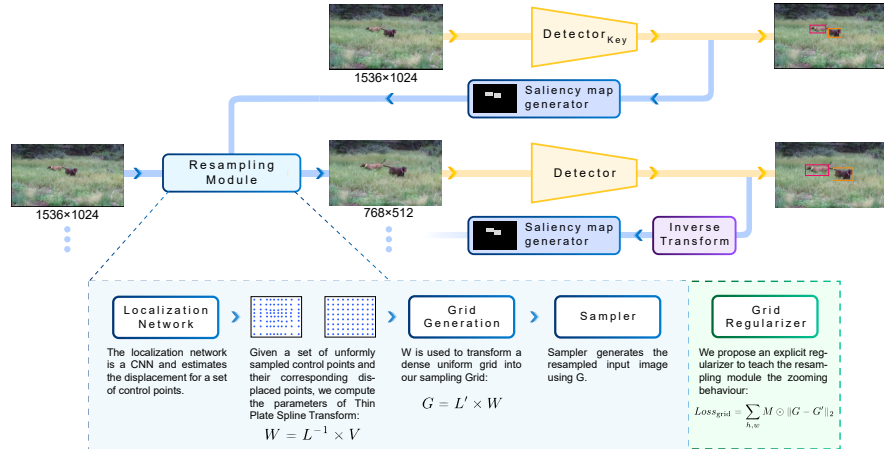 Detector Key
1536×1024
Saliency map
generator
Resampling
Module
Detector
1536×1024
768×512
Saliency map
generator
Inverse
Transform
Localization
Network
Grid
Generation
Sampler
Grid
Regularizer
The localization network
is a CNN and estimates
the displacement for a set
of control points.
Given a set of unformly
sampled control points and
their corresponding dis-
placed points, we compute
the parameters of Thin
Plate Spline Transform:
W = L⁻¹ × V
W is used to transform a
dense uniform grid into
our sampling Grid:
G = L′ × W
Sampler generates the
resampled input image
using G.
We propose an explicit reg-
ularizer to teach the resam-
pling module the zooming
behaviour:
Loss_grid = ∑_{h,w} M ⊙ ‖G − G′‖₂